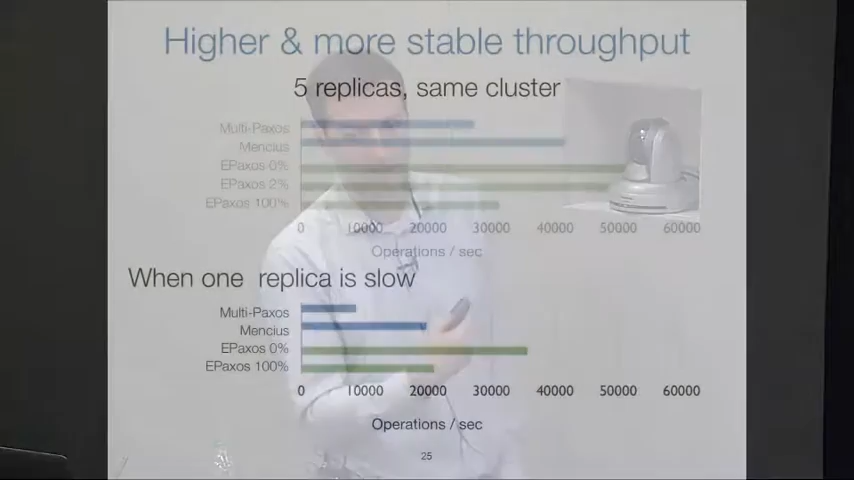 Higher & more stable throughput
5 replicas, same cluster
Multi-Paxos
Mencius
EPaxos 0%
EPaxos 2%
EPaxos 100%
0 10000 20000 30000 40000 50000 60000
Operations / sec
When one replica is slow
Multi-Paxos
Mencius
EPaxos 0%
EPaxos 100%
0 10000 20000 30000 40000 50000 60000
Operations / sec
25